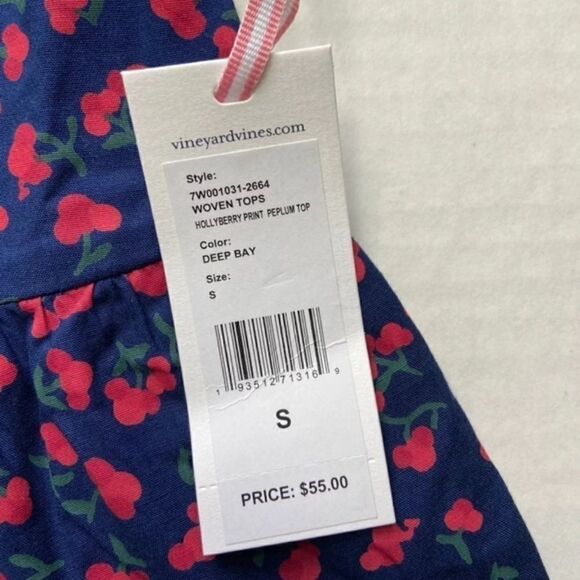 vineyardvines.com
Style:
7W001031-2664
WOVEN TOPS
HOLLYBERRY PRINT PEPLUM TOP
Color:
DEEP BAY
Size:
S
1 93512 71316 9
S
PRICE: $55.00